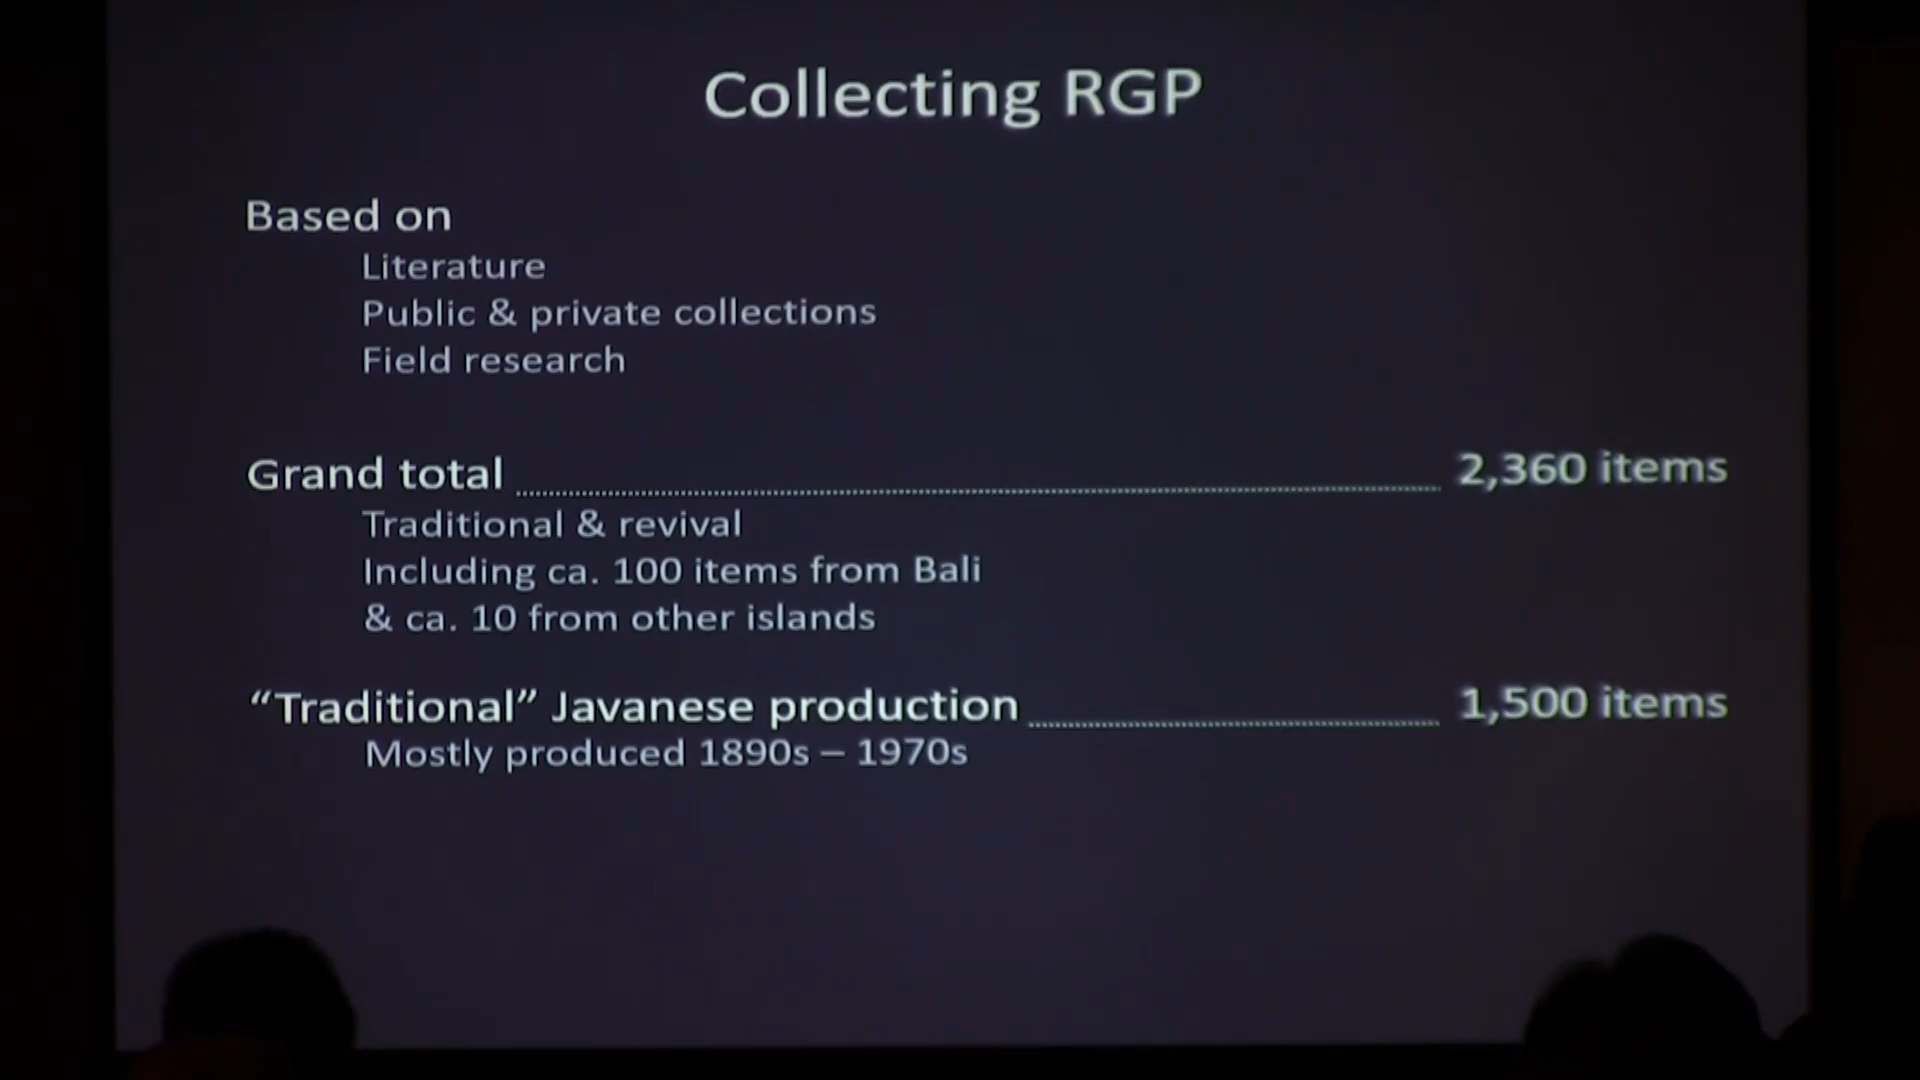 Collecting RGP
Based on
Literature
Public & private collections
Field research
Grand total 2,360 items
Traditional & revival
Including ca. 100 items from Bali
& ca. 10 from other islands
“Traditional” Javanese production 1,500 items
Mostly produced 1890s – 1970s